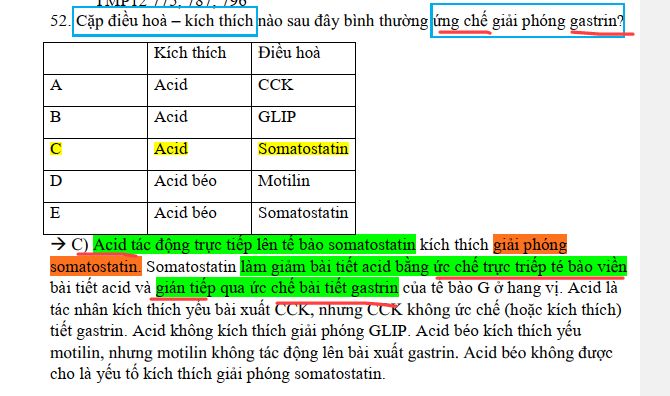 TMP12 773, 787, 796
52. Cặp điều hoà – kích thích nào sau đây bình thường ứng chế giải phóng gastrin?
Kích thích Điều hoà
A Acid CCK
B Acid GLIP
C Acid Somatostatin
D Acid béo Motilin
E Acid béo Somatostatin
→ C) Acid tác động trực tiếp lên tế bào somatostatin kích thích giải phóng
somatostatin. Somatostatin làm giảm bài tiết acid bằng ức chế trực triếp té bào viền
bài tiết acid và gián tiếp qua ức chế bài tiết gastrin của tế bào G ở hang vị. Acid là
tác nhân kích thích yếu bài xuất CCK, nhưng CCK không ức chế (hoặc kích thích)
tiết gastrin. Acid không kích thích giải phóng GLIP. Acid béo kích thích yếu
motilin, nhưng motilin không tác động lên bài xuất gastrin. Acid béo không được
cho là yếu tố kích thích giải phóng somatostatin.